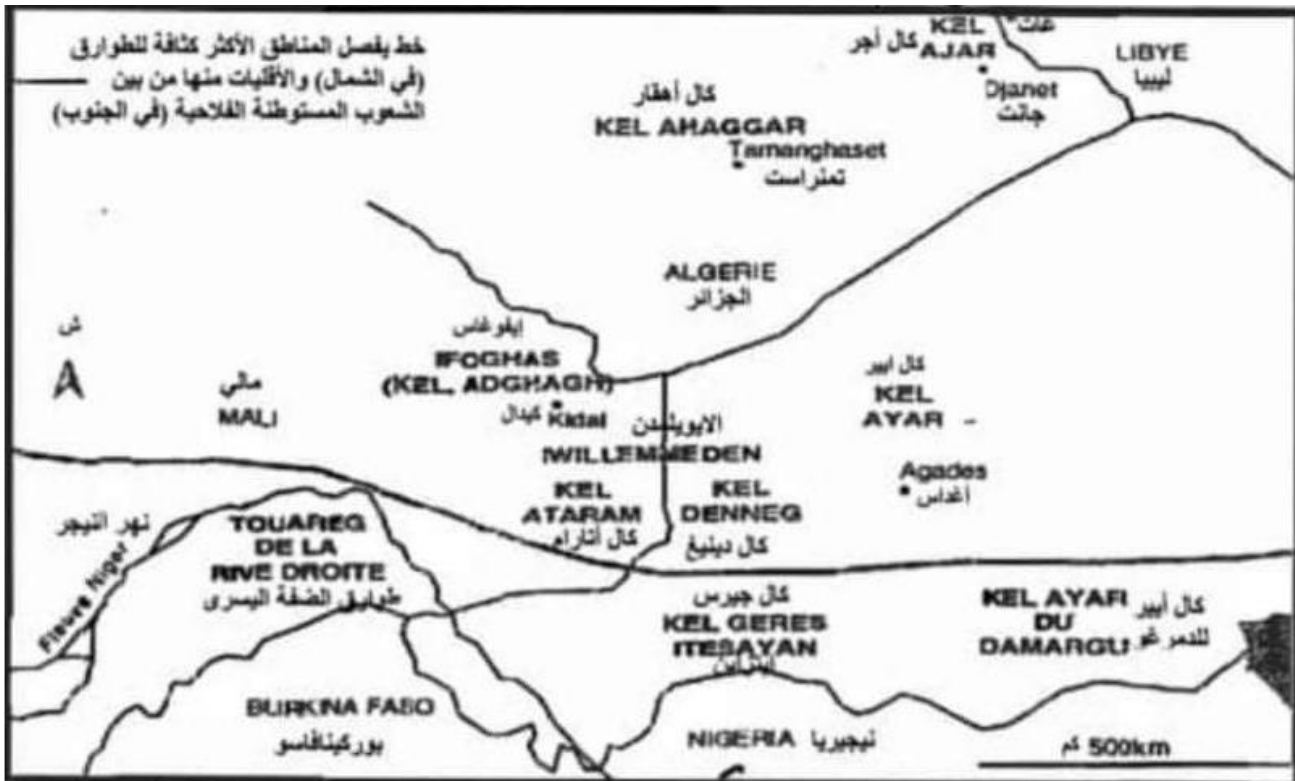 خط يفصل المناطق الأكثر كثافة للطوارق
(في الشمال) والأقليات منها من بين
الشعوب المستوطنة الفلاحية (في الجنوب)
KEL
AJAR
كال أجر
غات
LIBYE
ليبيا
Djanet
جانت
كال أهقار
KEL AHAGGAR
Tamanghaset
تمنراست
ALGERIE
الجزائر
ش
مالي
MALI
إيفوغاس
IFOGHAS
(KEL. ADGHAGH)
كيدال Kidal
IWILLEMMEDEN
كال ايير
KEL
AYAR
Agades
أغداس
KEL
ATARAM
كال أتارام
KEL
DENNEG
كال دينيغ
نهر النيجر
Fleuve Niger
TOUAREG
DE LA
RIVE DROITE
طوارق الضفة اليسرى
كال جيرس
KEL GERES
ITESAYAN
KEL AYAR
DU
DAMARGU
كال أيير
للدمرغو
BURKINA FASO
بوركينافاسو
NIGERIA نيجيريا
500km كم